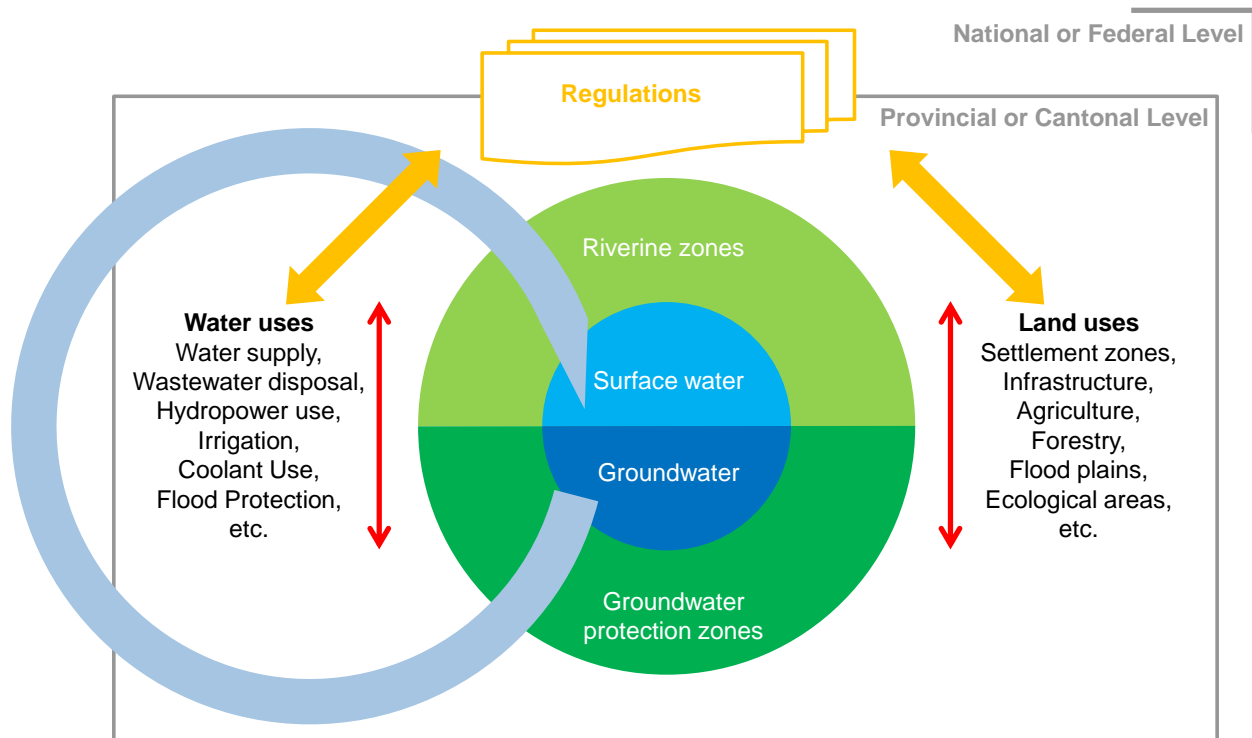 National or Federal Level
Regulations
Provincial or Cantonal Level
Riverine zones
Water uses
Water supply,
Wastewater disposal,
Hydropower use,
Irrigation,
Coolant Use,
Flood Protection,
etc.
Surface water
Groundwater
Groundwater
protection zones
Land uses
Settlement zones,
Infrastructure,
Agriculture,
Forestry,
Flood plains,
Ecological areas,
etc.